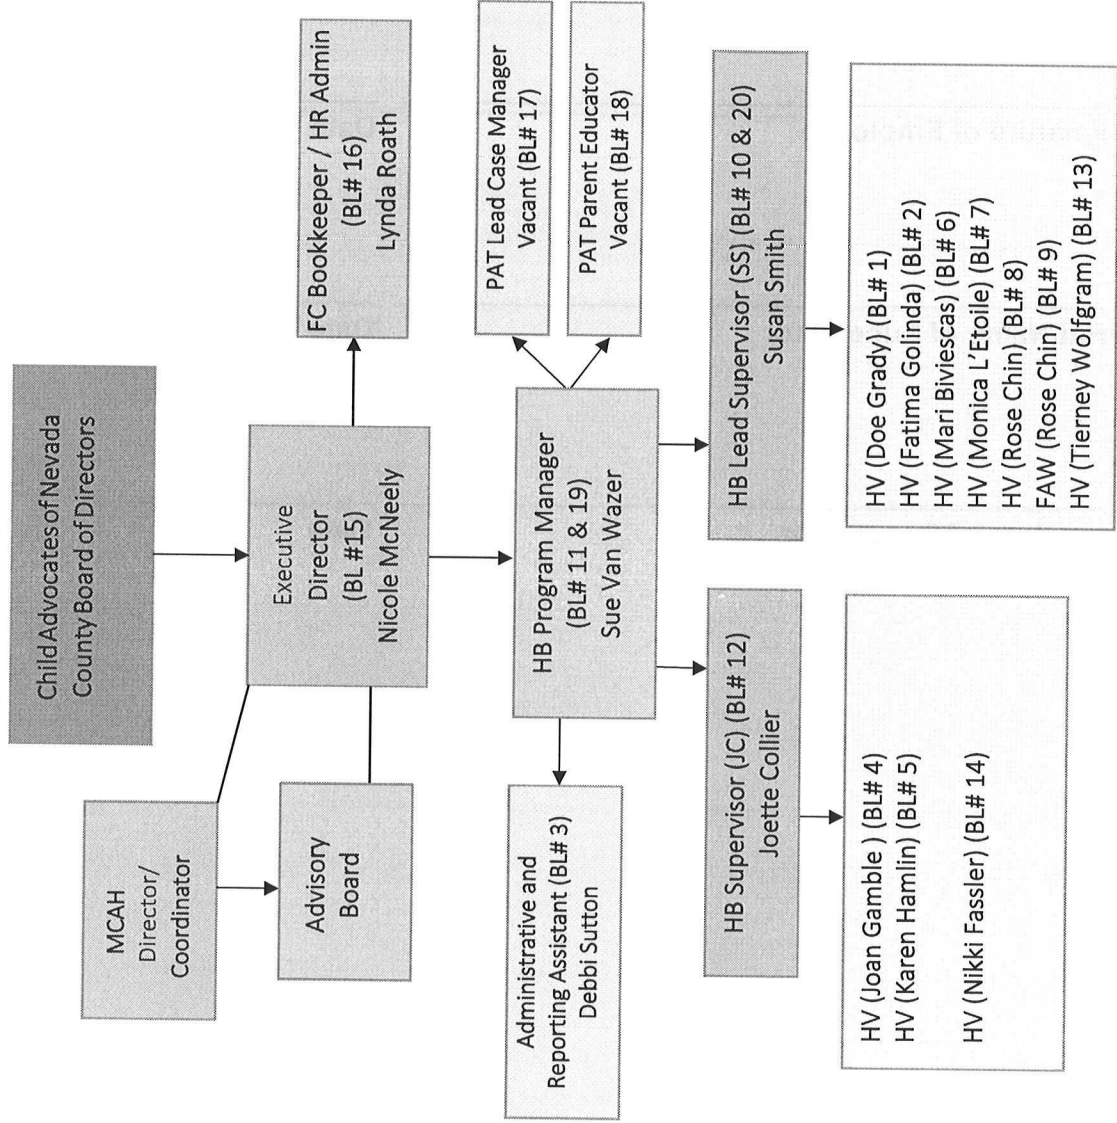 Child Advocates of Nevada
County Board of Directors
MCAH
Director/
Coordinator
Advisory
Board
Executive
Director
(BL #15)
Nicole McNeely
FC Bookkeeper / HR Admin
(BL# 16)
Lynda Roath
Administrative and
Reporting Assistant (BL# 3)
Debbi Sutton
HB Program Manager
(BL# 11 & 19)
Sue Van Wazer
PAT Lead Case Manager
Vacant (BL# 17)
PAT Parent Educator
Vacant (BL# 18)
HB Supervisor (JC) (BL# 12)
Joette Collier
HB Lead Supervisor (SS) (BL# 10 & 20)
Susan Smith
HV (Joan Gamble ) (BL# 4)
HV (Karen Hamlin) (BL# 5)
HV (Nikki Fassler) (BL# 14)
HV (Doe Grady)(BL# 1)
HV (Fatima Golinda) (BL# 2)
HV (Mari Biviescas) (BL# 6)
HV (Monica L'Etoile) (BL# 7)
HV (Rose Chin) (BL# 8)
FAW (Rose Chin) (BL# 9)
HV (Tierney Wolfgram) (BL# 13)